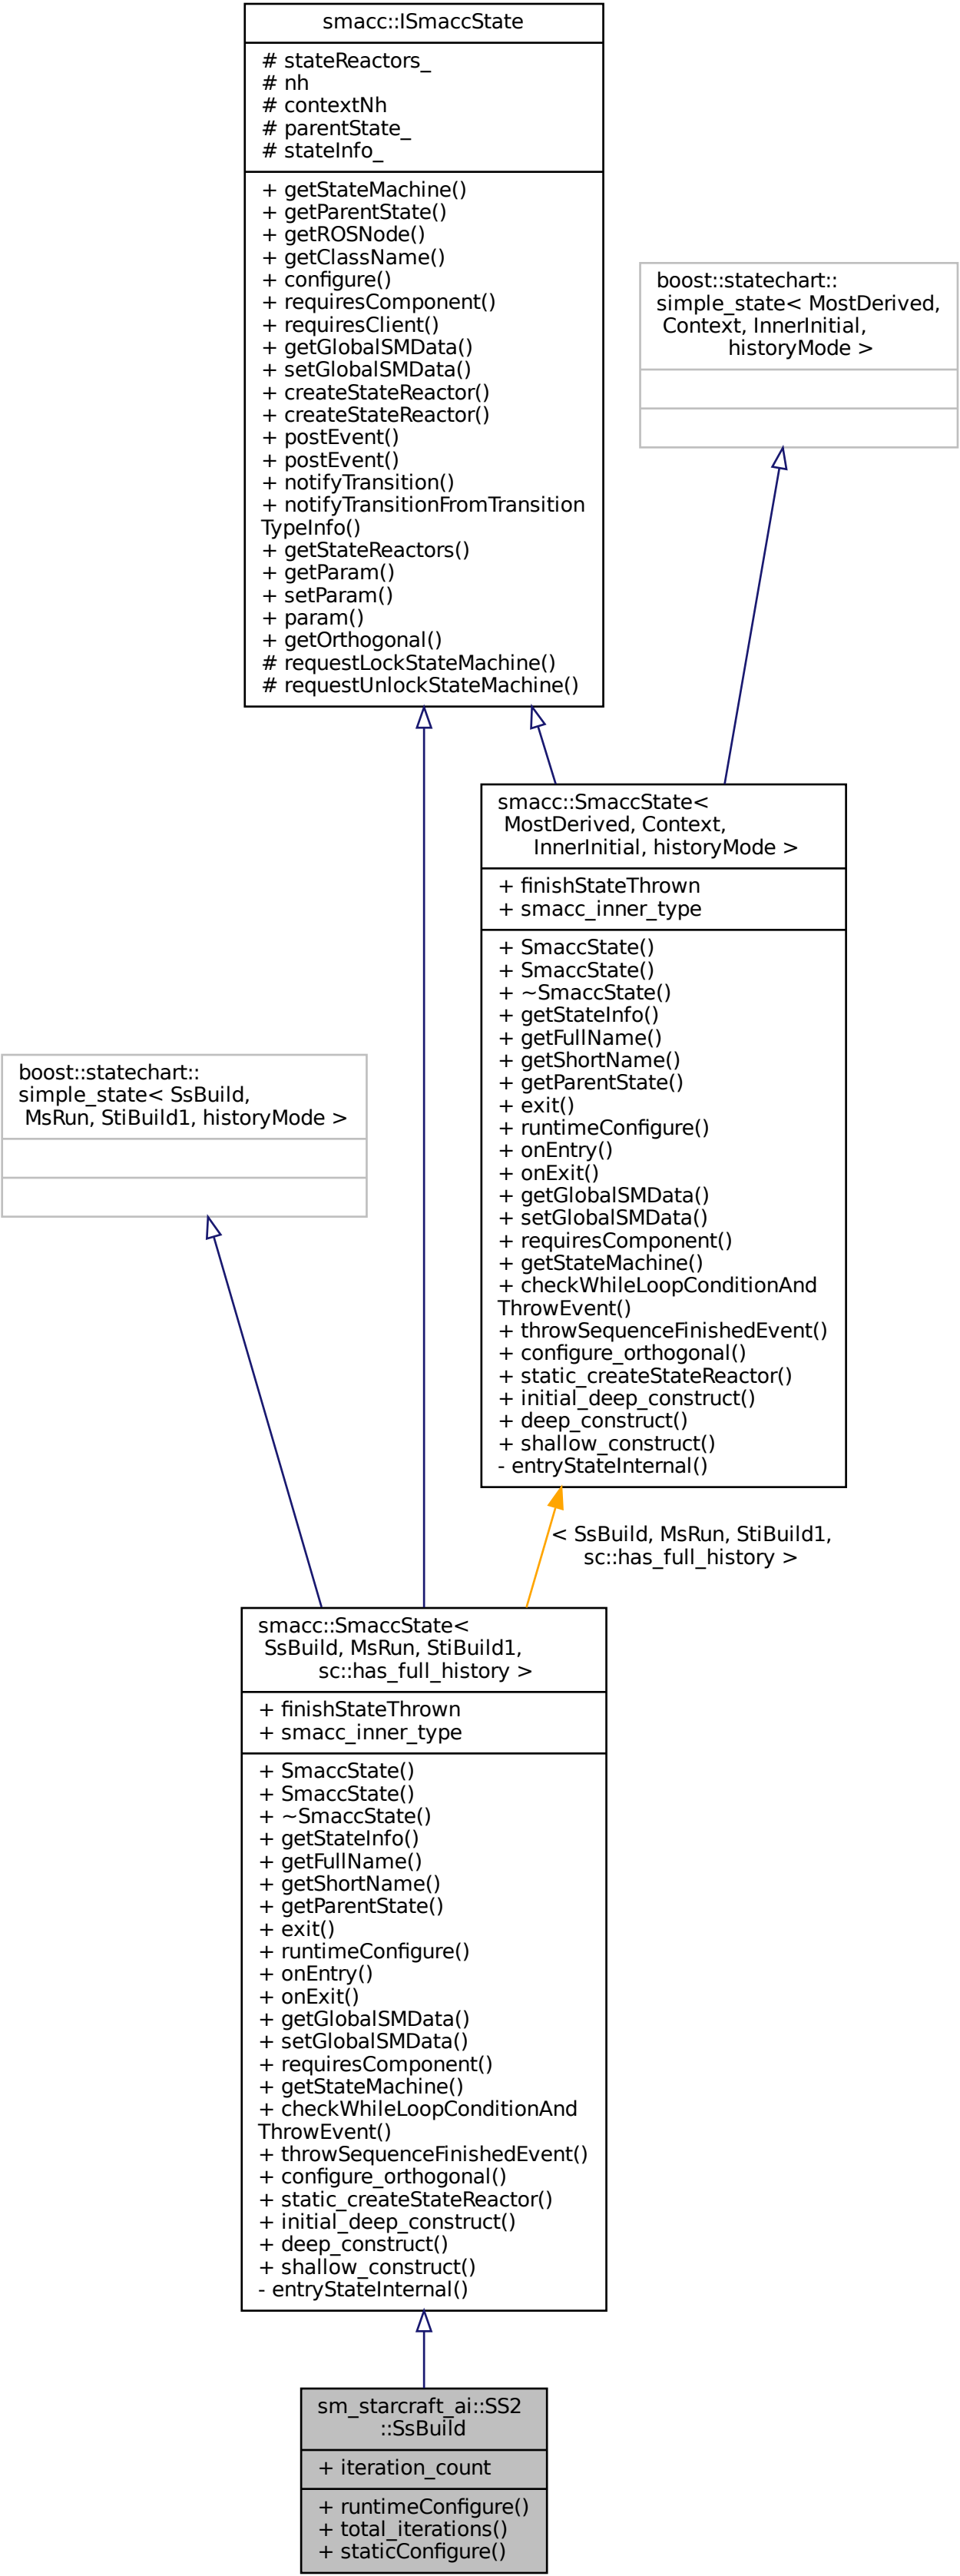 smacc::ISmaccState
# stateReactors_
# nh
# contextNh
# parentState_
# stateInfo_
+ getStateMachine()
+ getParentState()
+ getROSNode()
+ getClassName()
+ configure()
+ requiresComponent()
+ requiresClient()
+ getGlobalSMData()
+ setGlobalSMData()
+ createStateReactor()
+ createStateReactor()
+ postEvent()
+ postEvent()
+ notifyTransition()
+ notifyTransitionFromTransition
TypeInfo()
+ getStateReactors()
+ getParam()
+ setParam()
+ param()
+ getOrthogonal()
# requestLockStateMachine()
# requestUnlockStateMachine()
boost::statechart::
simple_state< MostDerived,
Context, InnerInitial,
historyMode >
smacc::SmaccState<
MostDerived, Context,
InnerInitial, historyMode >
+ finishStateThrown
+ smacc_inner_type
+ SmaccState()
+ SmaccState()
+ ~SmaccState()
+ getStateInfo()
+ getFullName()
+ getShortName()
+ getParentState()
+ exit()
+ runtimeConfigure()
+ onEntry()
+ onExit()
+ getGlobalSMData()
+ setGlobalSMData()
+ requiresComponent()
+ getStateMachine()
+ checkWhileLoopConditionAnd
ThrowEvent()
+ throwSequenceFinishedEvent()
+ configure_orthogonal()
+ static_createStateReactor()
+ initial_deep_construct()
+ deep_construct()
+ shallow_construct()
- entryStateInternal()
boost::statechart::
simple_state< SsBuild,
MsRun, StiBuild1, historyMode >
< SsBuild, MsRun, StiBuild1,
sc::has_full_history >
smacc::SmaccState<
SsBuild, MsRun, StiBuild1,
sc::has_full_history >
+ finishStateThrown
+ smacc_inner_type
+ SmaccState()
+ SmaccState()
+ ~SmaccState()
+ getStateInfo()
+ getFullName()
+ getShortName()
+ getParentState()
+ exit()
+ runtimeConfigure()
+ onEntry()
+ onExit()
+ getGlobalSMData()
+ setGlobalSMData()
+ requiresComponent()
+ getStateMachine()
+ checkWhileLoopConditionAnd
ThrowEvent()
+ throwSequenceFinishedEvent()
+ configure_orthogonal()
+ static_createStateReactor()
+ initial_deep_construct()
+ deep_construct()
+ shallow_construct()
- entryStateInternal()
sm_starcraft_ai::SS2
::SsBuild
+ iteration_count
+ runtimeConfigure()
+ total_iterations()
+ staticConfigure()